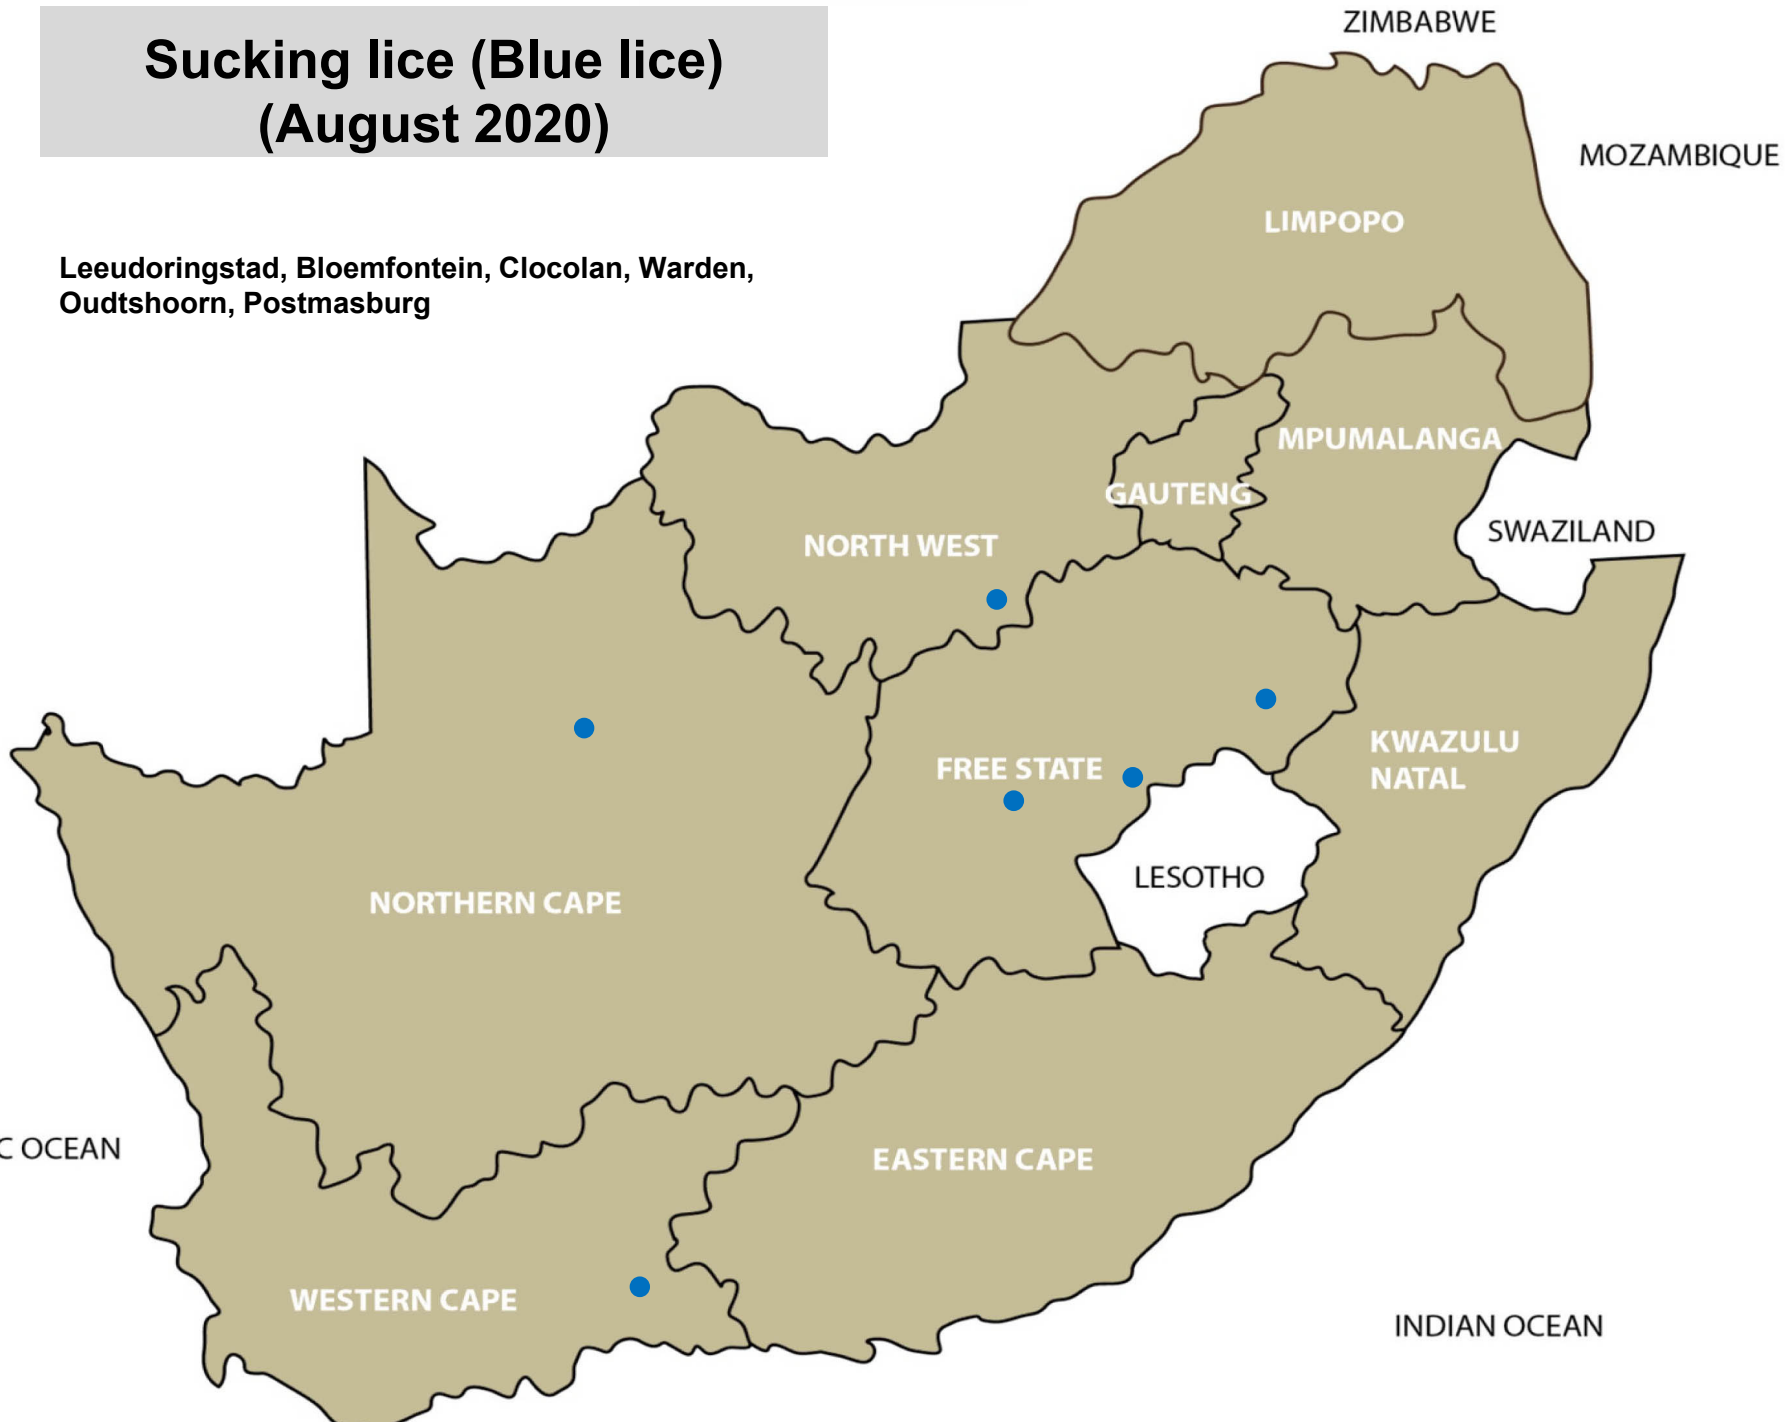 Sucking lice (Blue lice)
(August 2020)
Leeudoringstad, Bloemfontein, Clocolan, Warden,
Oudtshoorn, Postmasburg
ZIMBABWE
MOZAMBIQUE
LIMPOPO
MPUMALANGA
GAUTENG
SWAZILAND
NORTH WEST
KWAZULU
NATAL
FREE STATE
LESOTHO
NORTHERN CAPE
C OCEAN
EASTERN CAPE
WESTERN CAPE
INDIAN OCEAN